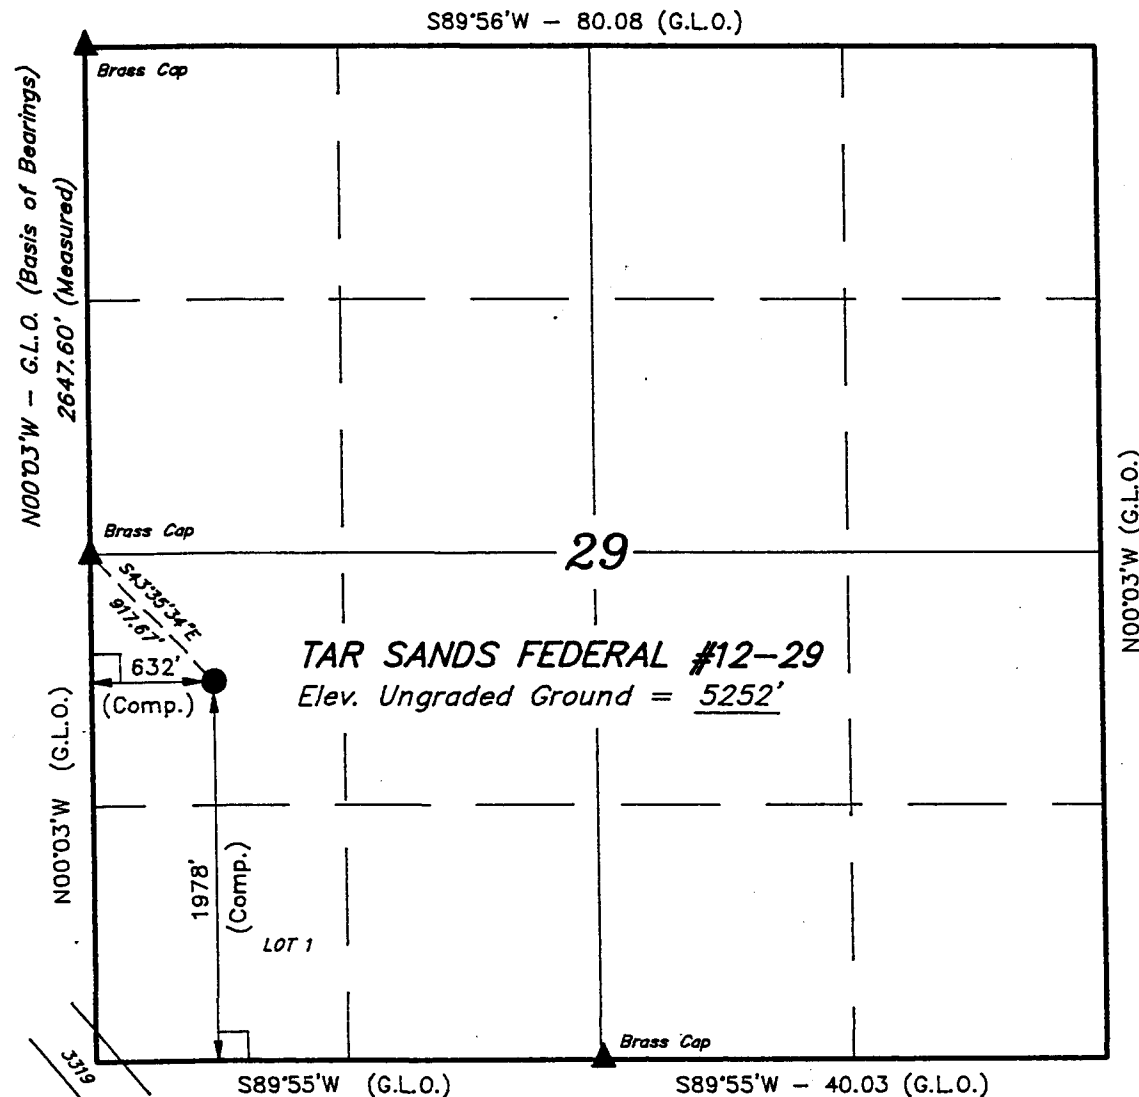 S89°56'W – 80.08 (G.L.O.)
Brass Cap
N00°03'W – G.L.O. (Basis of Bearings)
2647.60' (Measured)
Brass Cap
29
N00°03'W (G.L.O.)
S43°35'34"E
917.67'
TAR SANDS FEDERAL #12–29
Elev. Ungraded Ground = 5252'
632'
(Comp.)
N00°03'W (G.L.O.)
1978'
(Comp.)
LOT 1
3319
Brass Cap
S89°55'W (G.L.O.)
S89°55'W – 40.03 (G.L.O.)